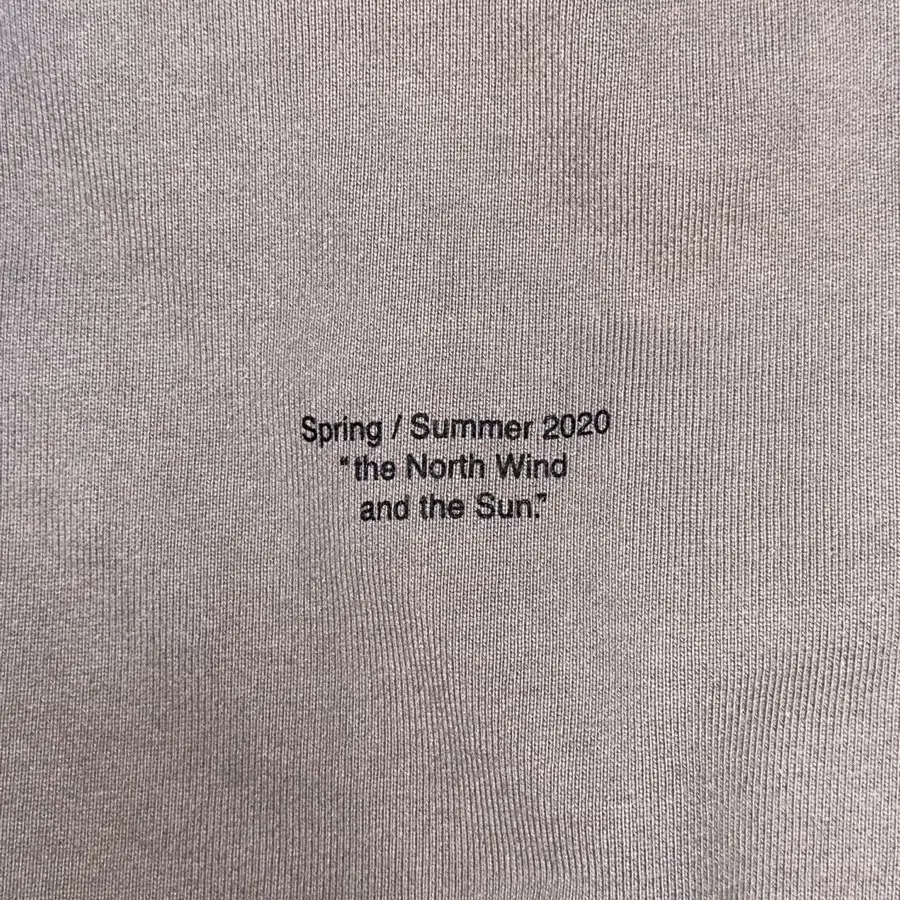 Spring / Summer 2020
“the North Wind
and the Sun.”